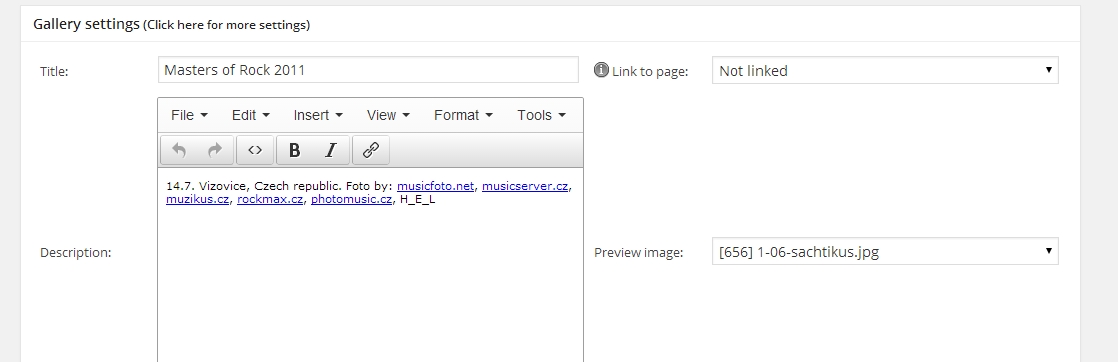 Gallery settings (Click here for more settings)
Title:
Masters of Rock 2011
Link to page:
Not linked
File Edit Insert View Format Tools
<> B I
14.7. Vizovice, Czech republic. Foto by: musicfoto.net, musicserver.cz,
muzikus.cz, rockmax.cz, photomusic.cz, H_E_L
Description:
Preview image:
[656] 1-06-sachtikus.jpg